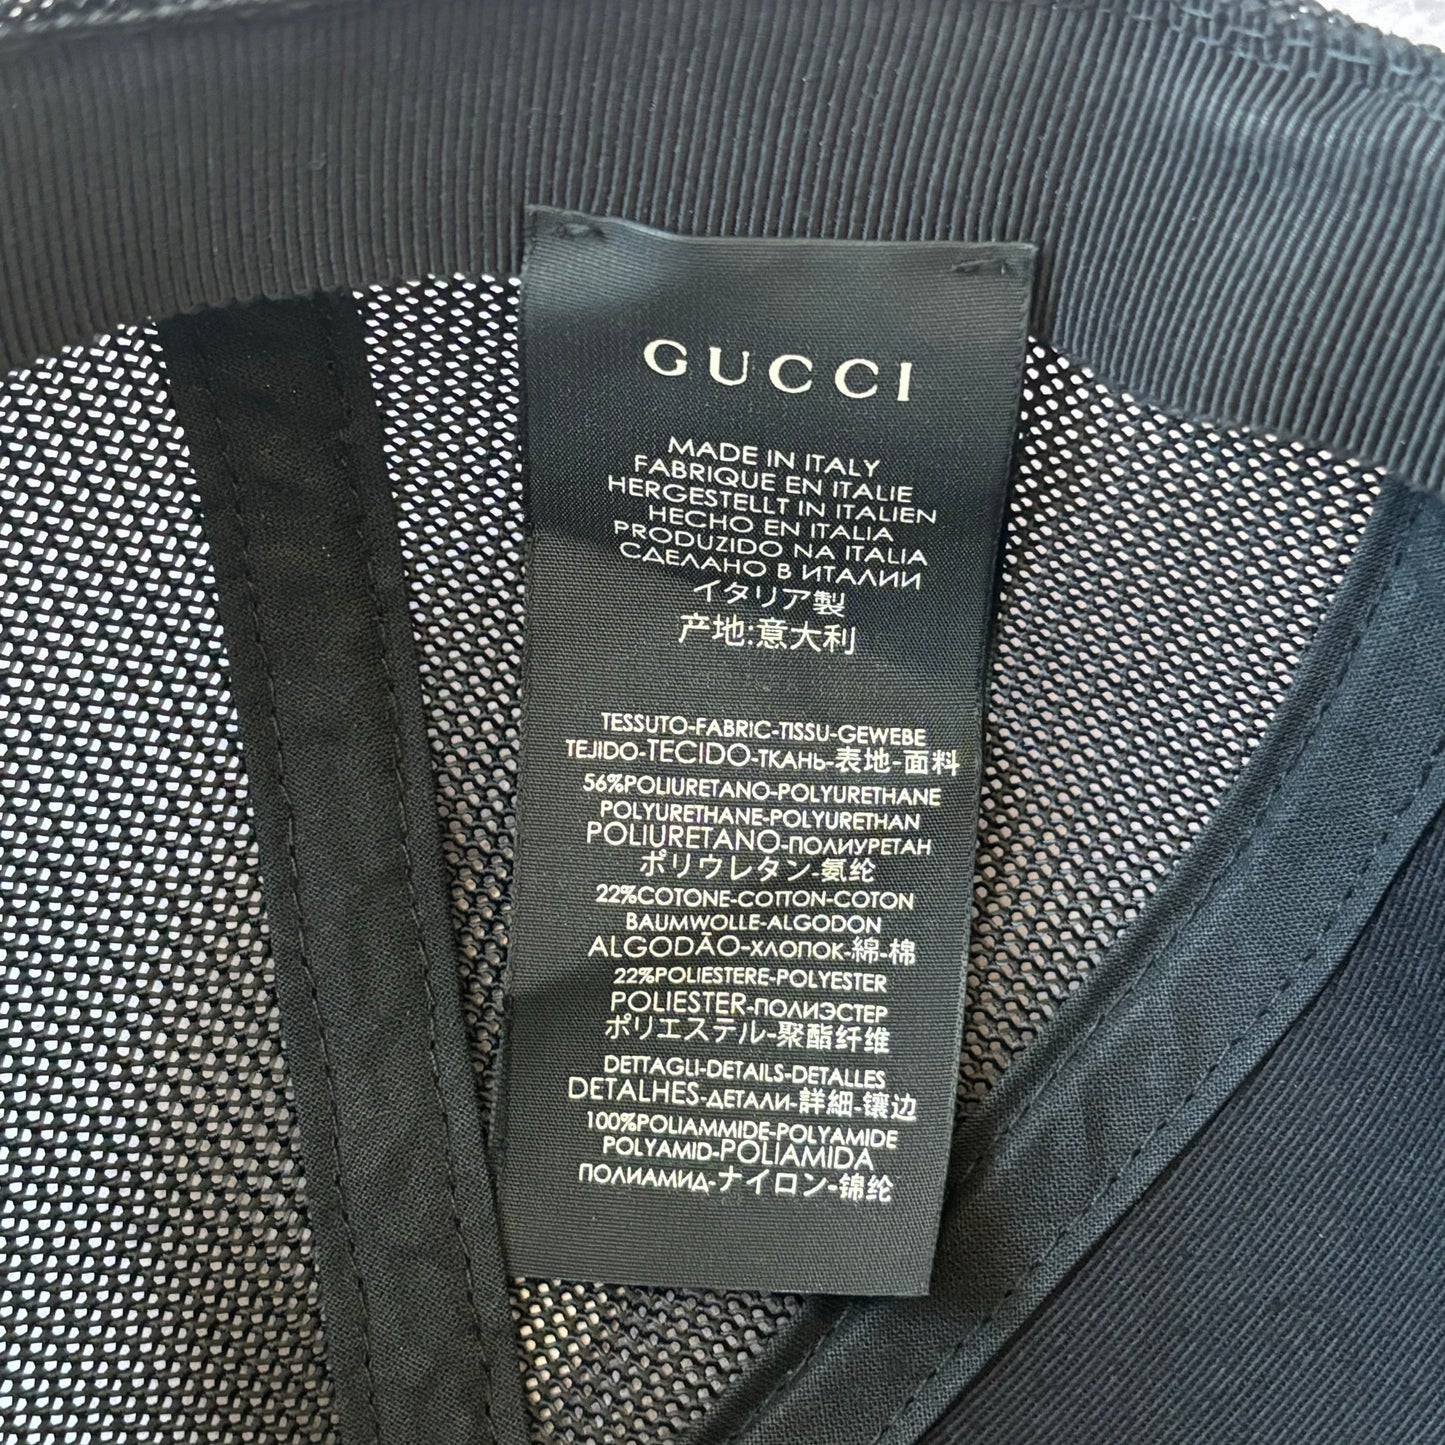 GUCCI
MADE IN ITALY
FABRIQUE EN ITALIE
HERGESTELLT IN ITALIEN
HECHO EN ITALIA
PRODUZIDO NA ITALIA
СДЕЛАНО В ИТАЛИИ
イタリア製
产地:意大利
TESSUTO-FABRIC-TISSU-GEWEBE
TEJIDO-TECIDO-ТКАНЬ-表地-面料
56%POLIURETANO-POLYURETHANE
POLYURETHANE-POLYURETHAN
POLIURETANO-ПОЛИУРЕТАН
ポリウレタン-氨纶
22%COTONE-COTTON-COTON
BAUMWOLLE-ALGODON
ALGODÃO-ХЛОПОК-綿-棉
22%POLIESTERE-POLYESTER
POLIESTER-ПОЛИЭСТЕР
ポリエステル-聚酯纤维
DETTAGLI-DETAILS-DETALLES
DETALHES-ДЕТАЛИ-詳細-镶边
100%POLIAMMIDE-POLYAMIDE
POLYAMID-POLIAMIDA
ПОЛИАМИД-ナイロン-锦纶